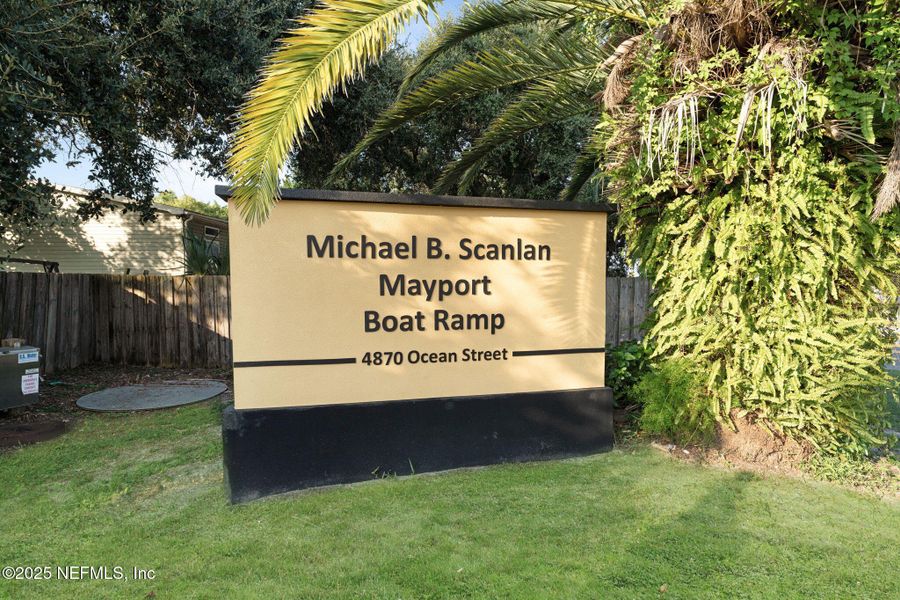 Michael B. Scanlan
Mayport
Boat Ramp
4870 Ocean Street
©2025 NEFMLS, Inc